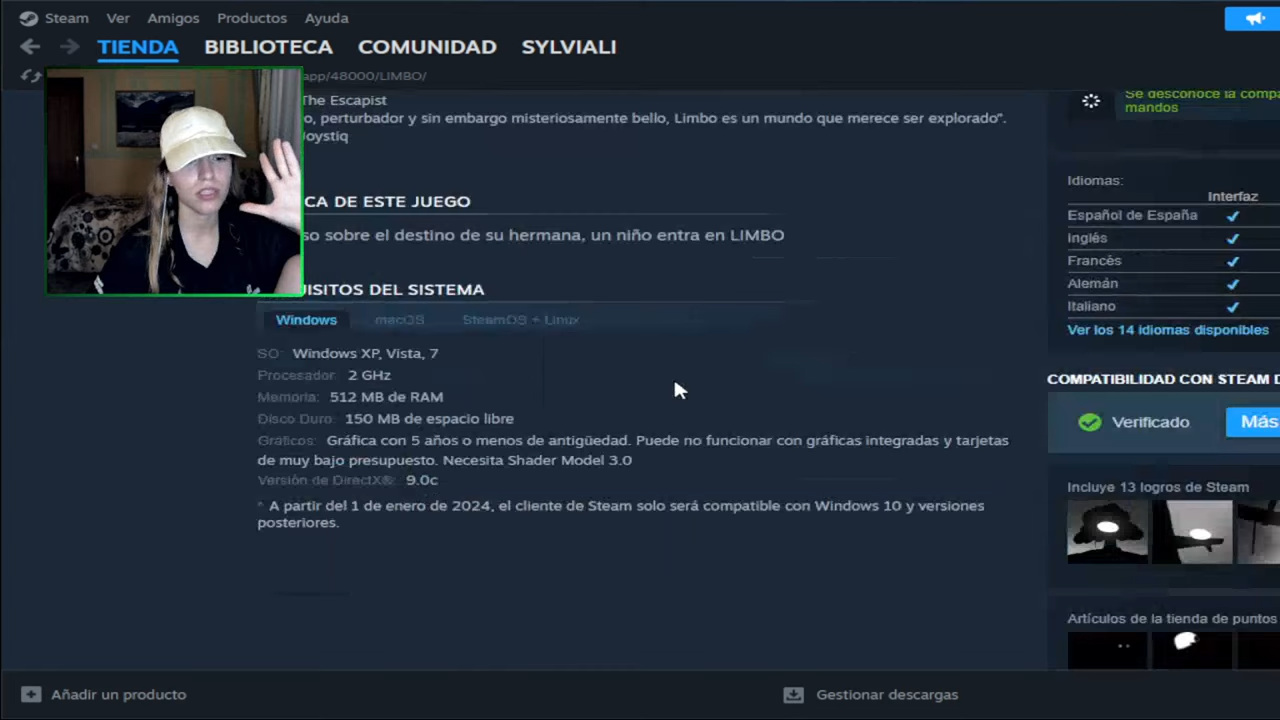 Steam Ver Amigos Productos Ayuda
TIENDA BIBLIOTECA COMUNIDAD SYLVIALI
app/48000/LIMBO/
The Escapist
o, perturbador y sin embargo misteriosamente bello, Limbo es un mundo que merece ser explorado".
oystiq
CA DE ESTE JUEGO
so sobre el destino de su hermana, un niño entra en LIMBO
UISITOS DEL SISTEMA
Windows macOS SteamOS + Linux
SO: Windows XP, Vista, 7
Procesador: 2 GHz
Memoria: 512 MB de RAM
Disco Duro: 150 MB de espacio libre
Gráficos: Gráfica con 5 años o menos de antigüedad. Puede no funcionar con gráficas integradas y tarjetas
de muy bajo presupuesto. Necesita Shader Model 3.0
Versión de DirectX®: 9.0c
* A partir del 1 de enero de 2024, el cliente de Steam solo será compatible con Windows 10 y versiones
posteriores.
Se desconoce la compa
mandos
Idiomas:
Interfaz
Español de España
Inglés
Francés
Alemán
Italiano
Ver los 14 idiomas disponibles
COMPATIBILIDAD CON STEAM D
Verificado Más
Incluye 13 logros de Steam
Artículos de la tienda de puntos
Añadir un producto
Gestionar descargas